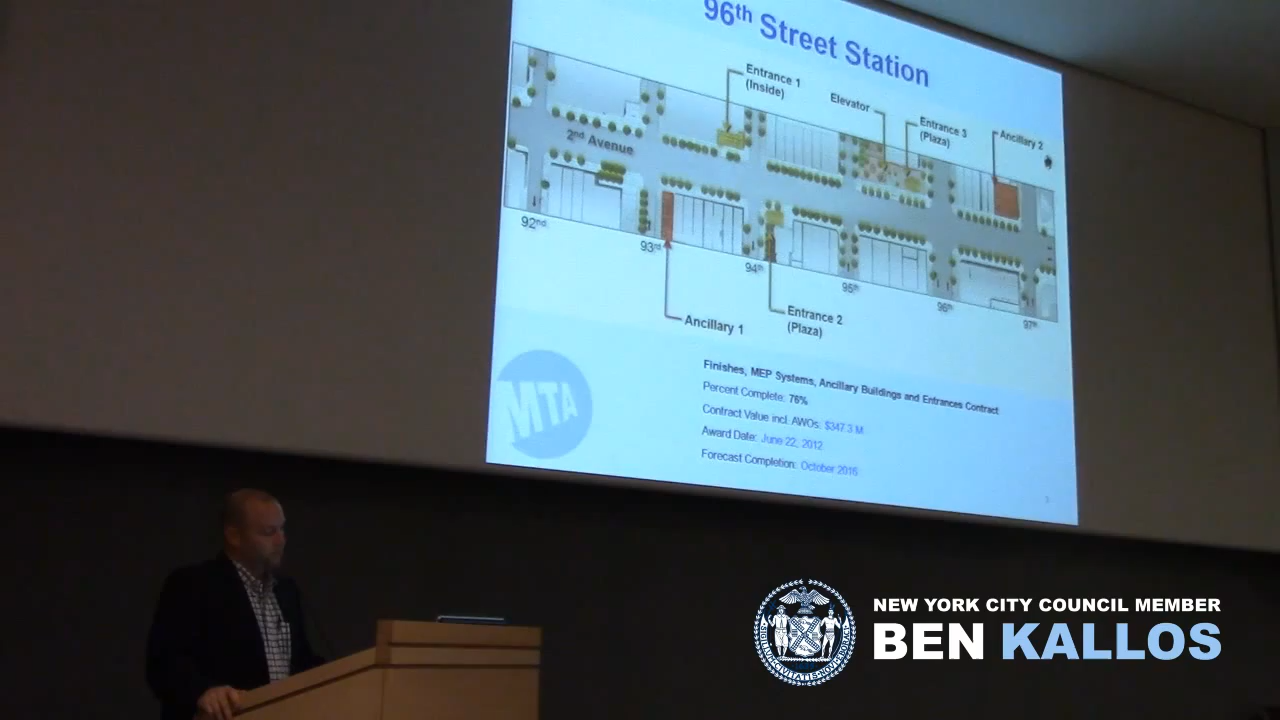 96th Street Station
Entrance 1
(Inside)
Elevator
Entrance 3
(Plaza)
Ancillary 2
2nd Avenue
92nd
93rd
94th
95th
96th
97th
Ancillary 1
Entrance 2
(Plaza)
MTA
Finishes, MEP Systems, Ancillary Buildings and Entrances Contract
Percent Complete: 76%
Contract Value incl. AWOs: $347.3 M
Award Date: June 22, 2012
Forecast Completion: October 2016
NEW YORK CITY COUNCIL MEMBER
BEN KALLOS